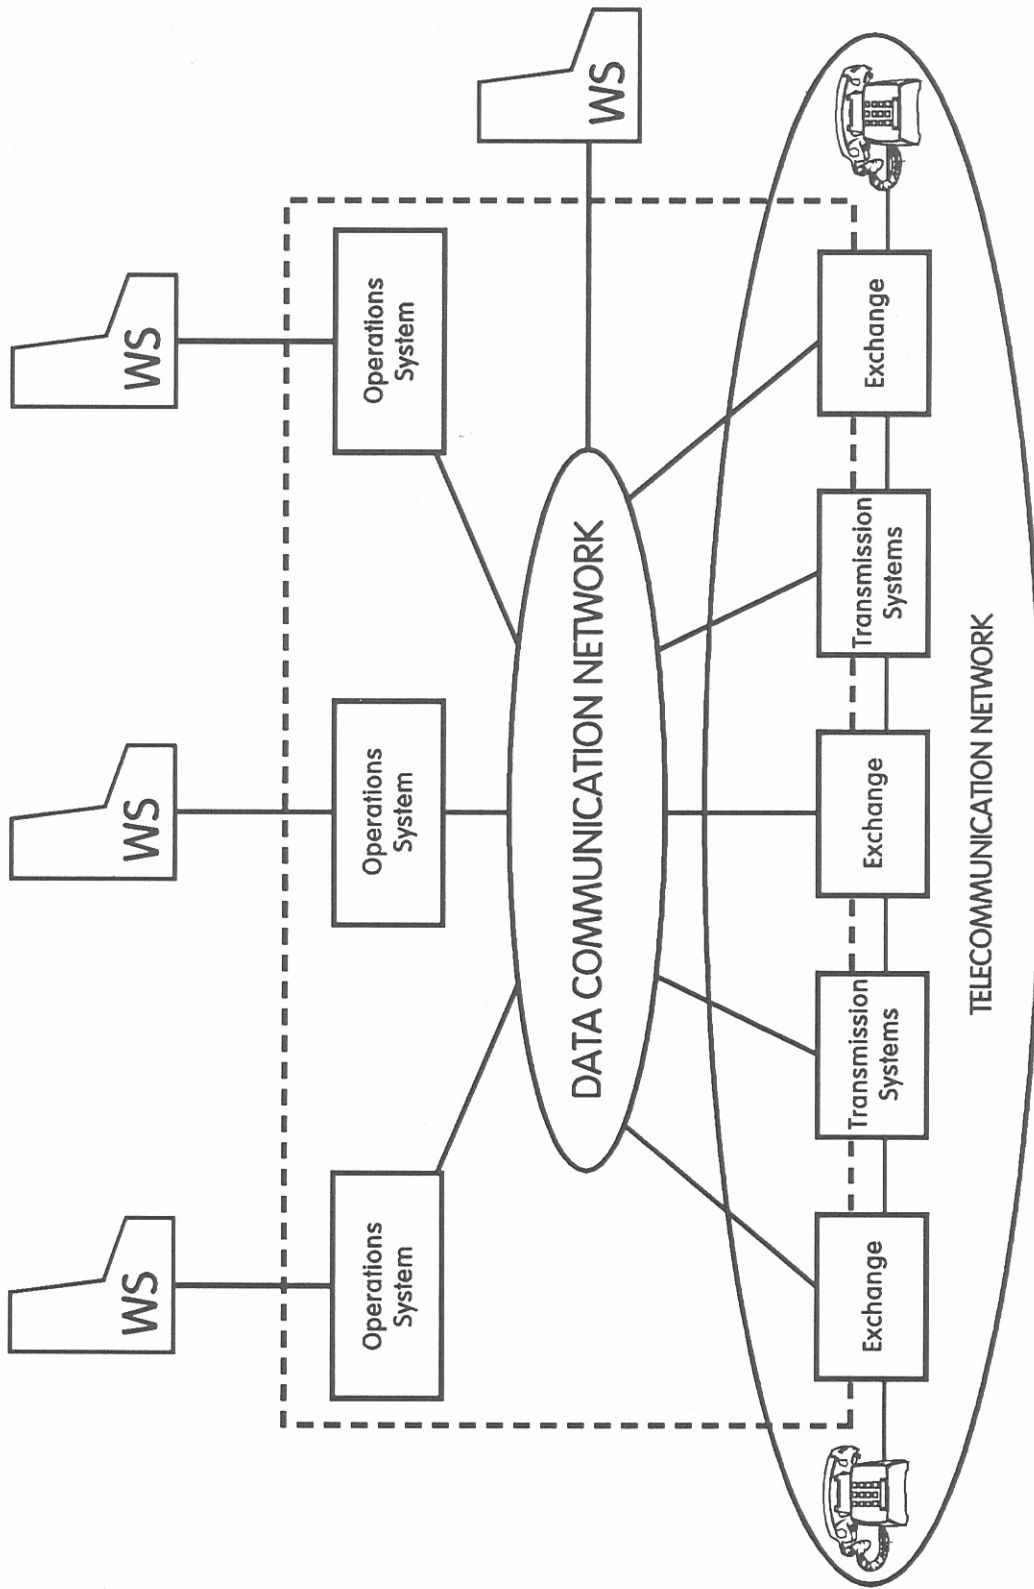 WS
WS
WS
Operations
System
Operations
System
Operations
System
DATA COMMUNICATION NETWORK
WS
Exchange
Transmission
Systems
Exchange
Transmission
Systems
Exchange
TELECOMMUNICATION NETWORK